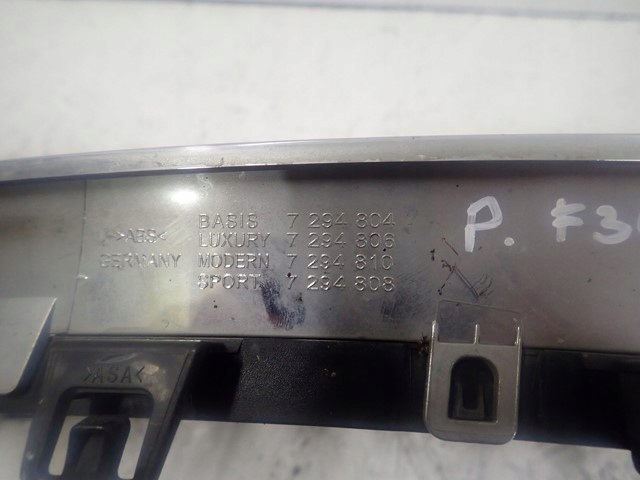 BASIS 7 294 804
>ABS< LUXURY 7 294 806
GERMANY MODERN 7 294 810
SPORT 7 294 808
P. F3
>ASA<